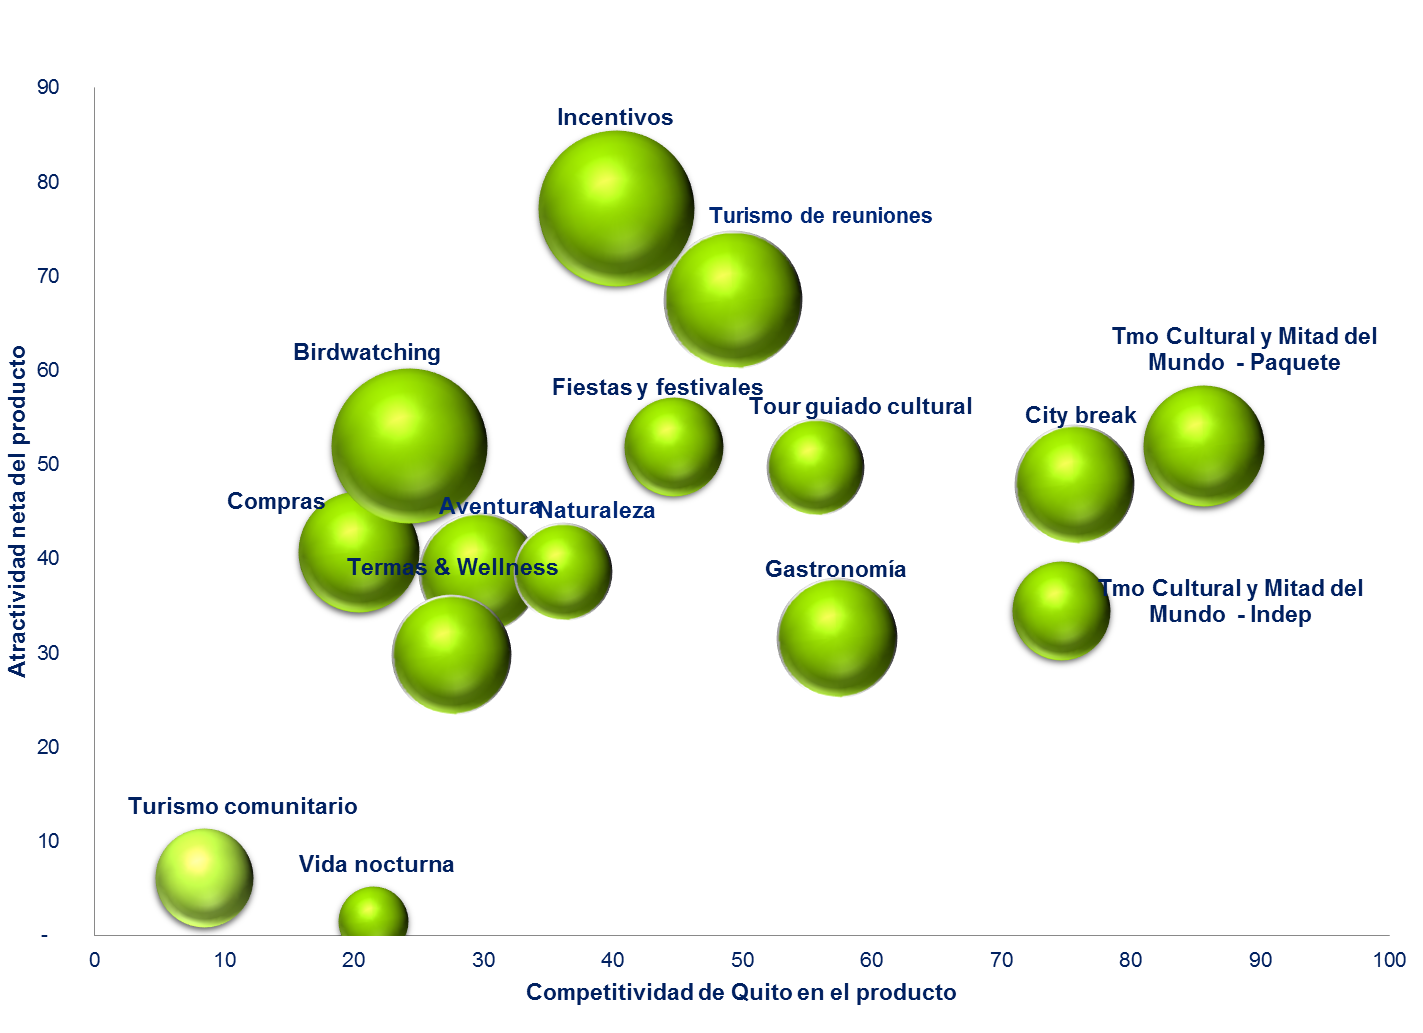 90
Incentivos
80
Turismo de reuniones
70
Tmo Cultural y Mitad del
Mundo - Paquete
Birdwatching
60
Fiestas y festivales
Tour guiado cultural
City break
50
Compras
Aventura
Naturaleza
40
Termas & Wellness
Gastronomía
Tmo Cultural y Mitad del
Mundo - Indep
30
20
Turismo comunitario
10
Vida nocturna
-
0 10 20 30 40 50 60 70 80 90 100
Competitividad de Quito en el producto
Atractividad neta del producto